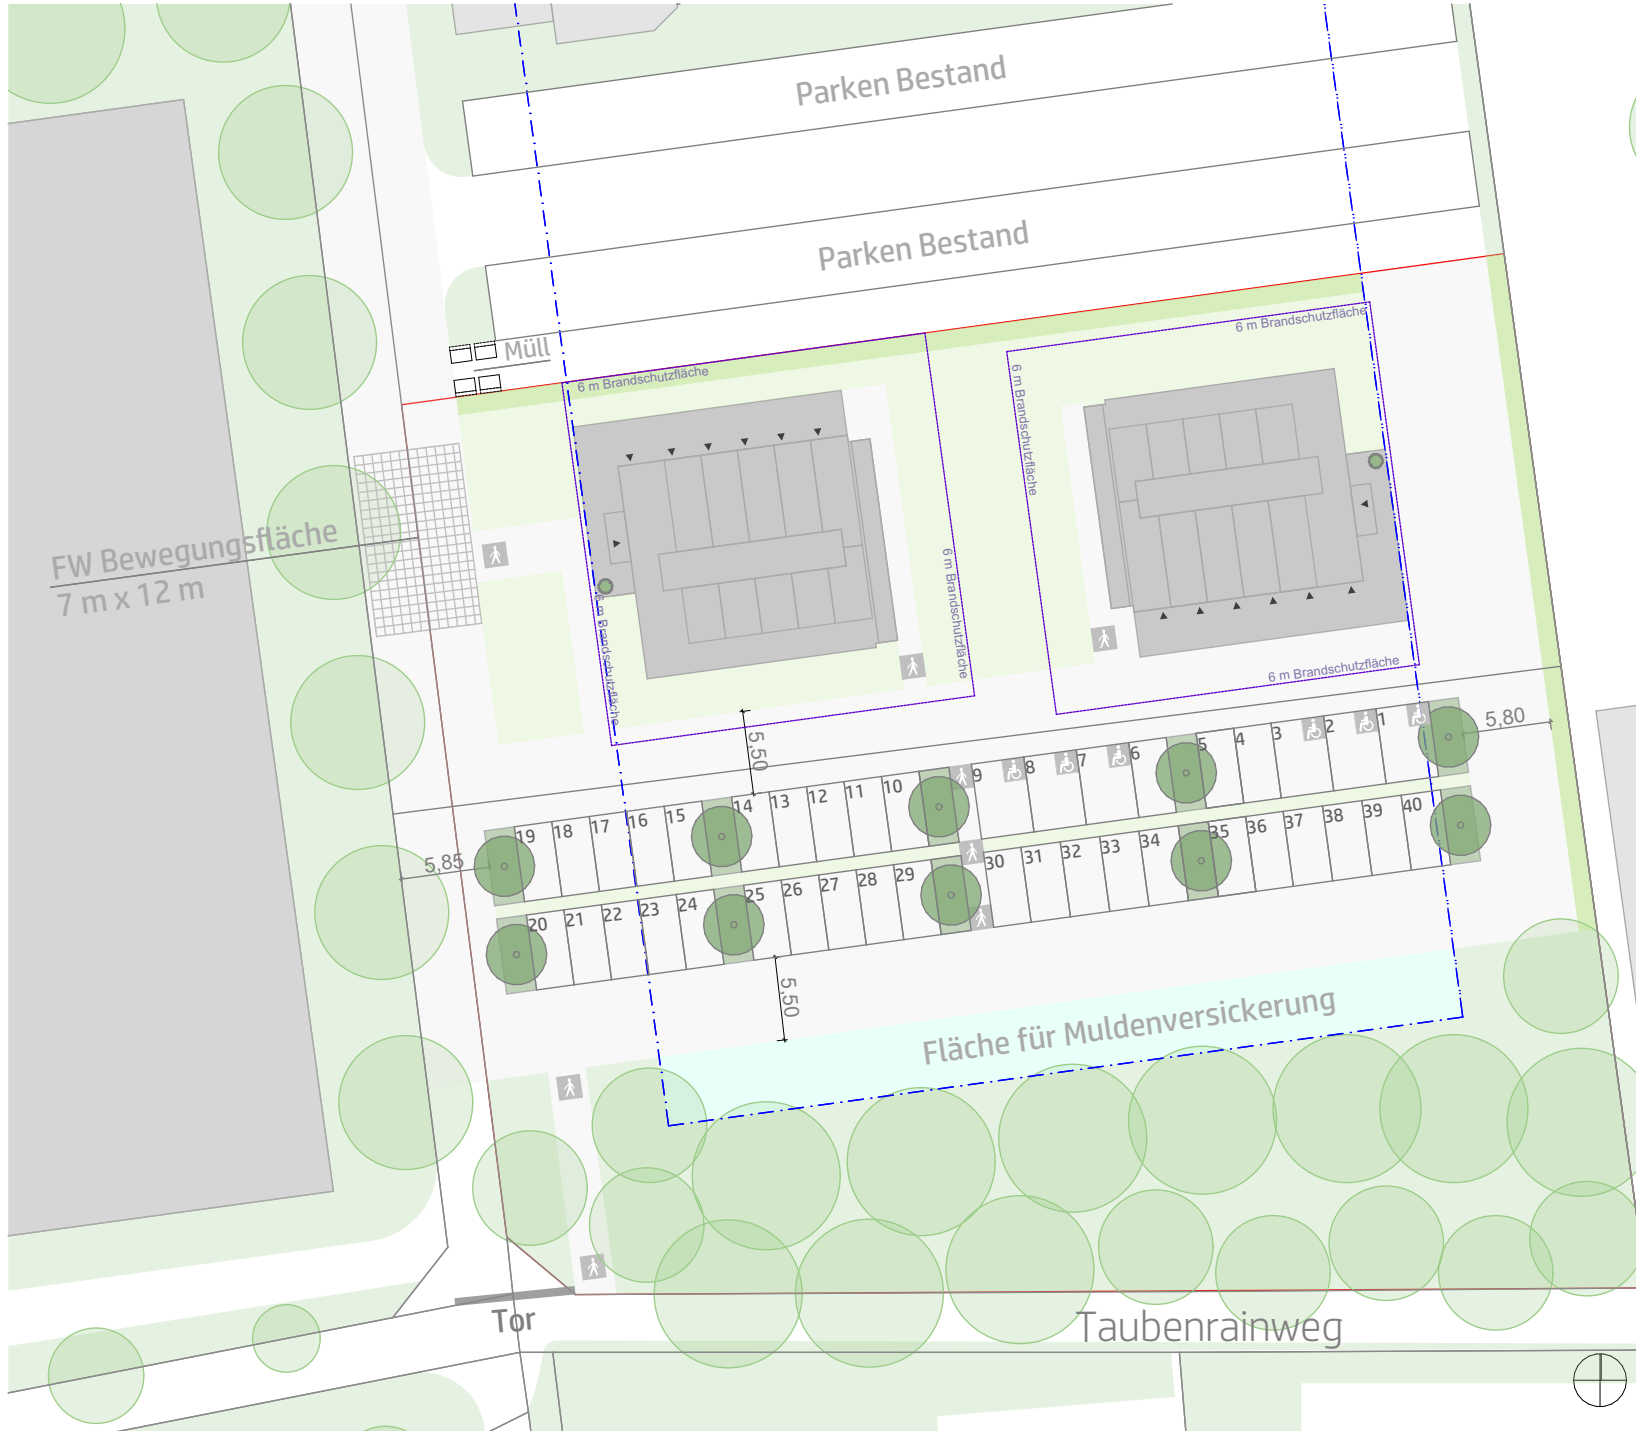 Parken Bestand
Parken Bestand
Müll
6 m Brandschutzfläche
6 m Brandschutzfläche
6 m Brandschutzfläche
6 m Brandschutzfläche
6 m Brandschutzfläche
6 m Brandschutzfläche
FW Bewegungsfläche
7 m x 12 m
5,50
5,80
19 18 17 16 15 14 13 12 11 10 9 8 7 6 5 4 3 2 1
5,85
20 21 22 23 24 25 26 27 28 29 30 31 32 33 34 35 36 37 38 39 40
5,50
Fläche für Muldenversickerung
Tor
Taubenrainweg